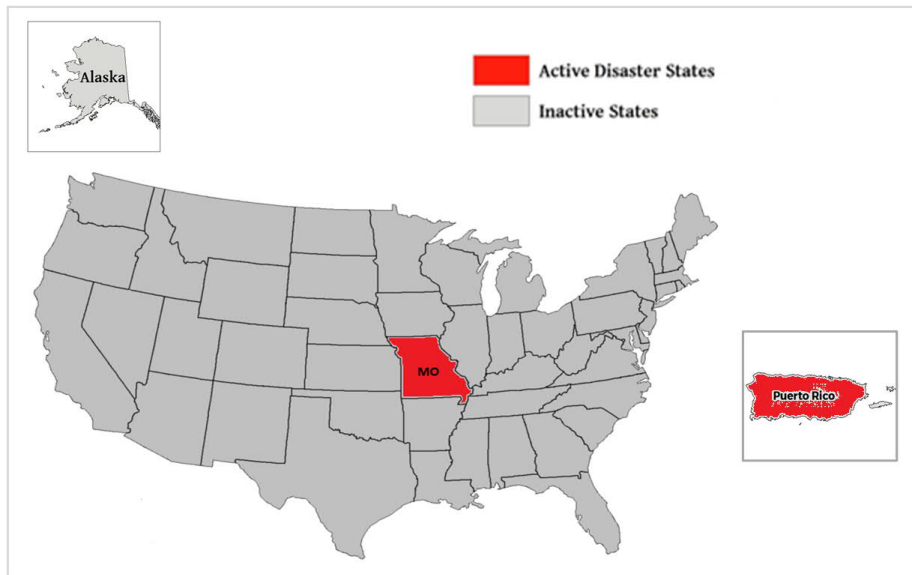 Alaska
Active Disaster States
Inactive States
MO
Puerto Rico